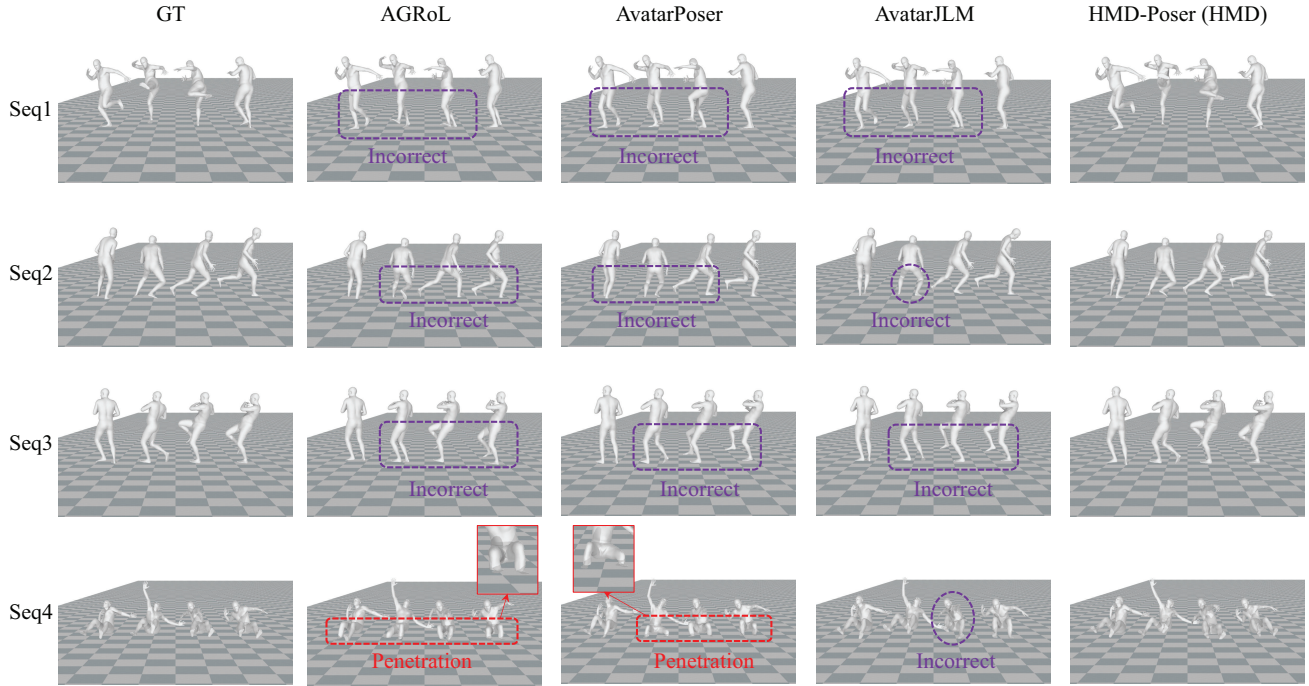 GT AGRoL AvatarPoser AvatarJLM HMD-Poser (HMD)
Seq1
Incorrect Incorrect Incorrect
Seq2
Incorrect Incorrect Incorrect
Seq3
Incorrect Incorrect Incorrect
Seq4
Penetration Penetration Incorrect